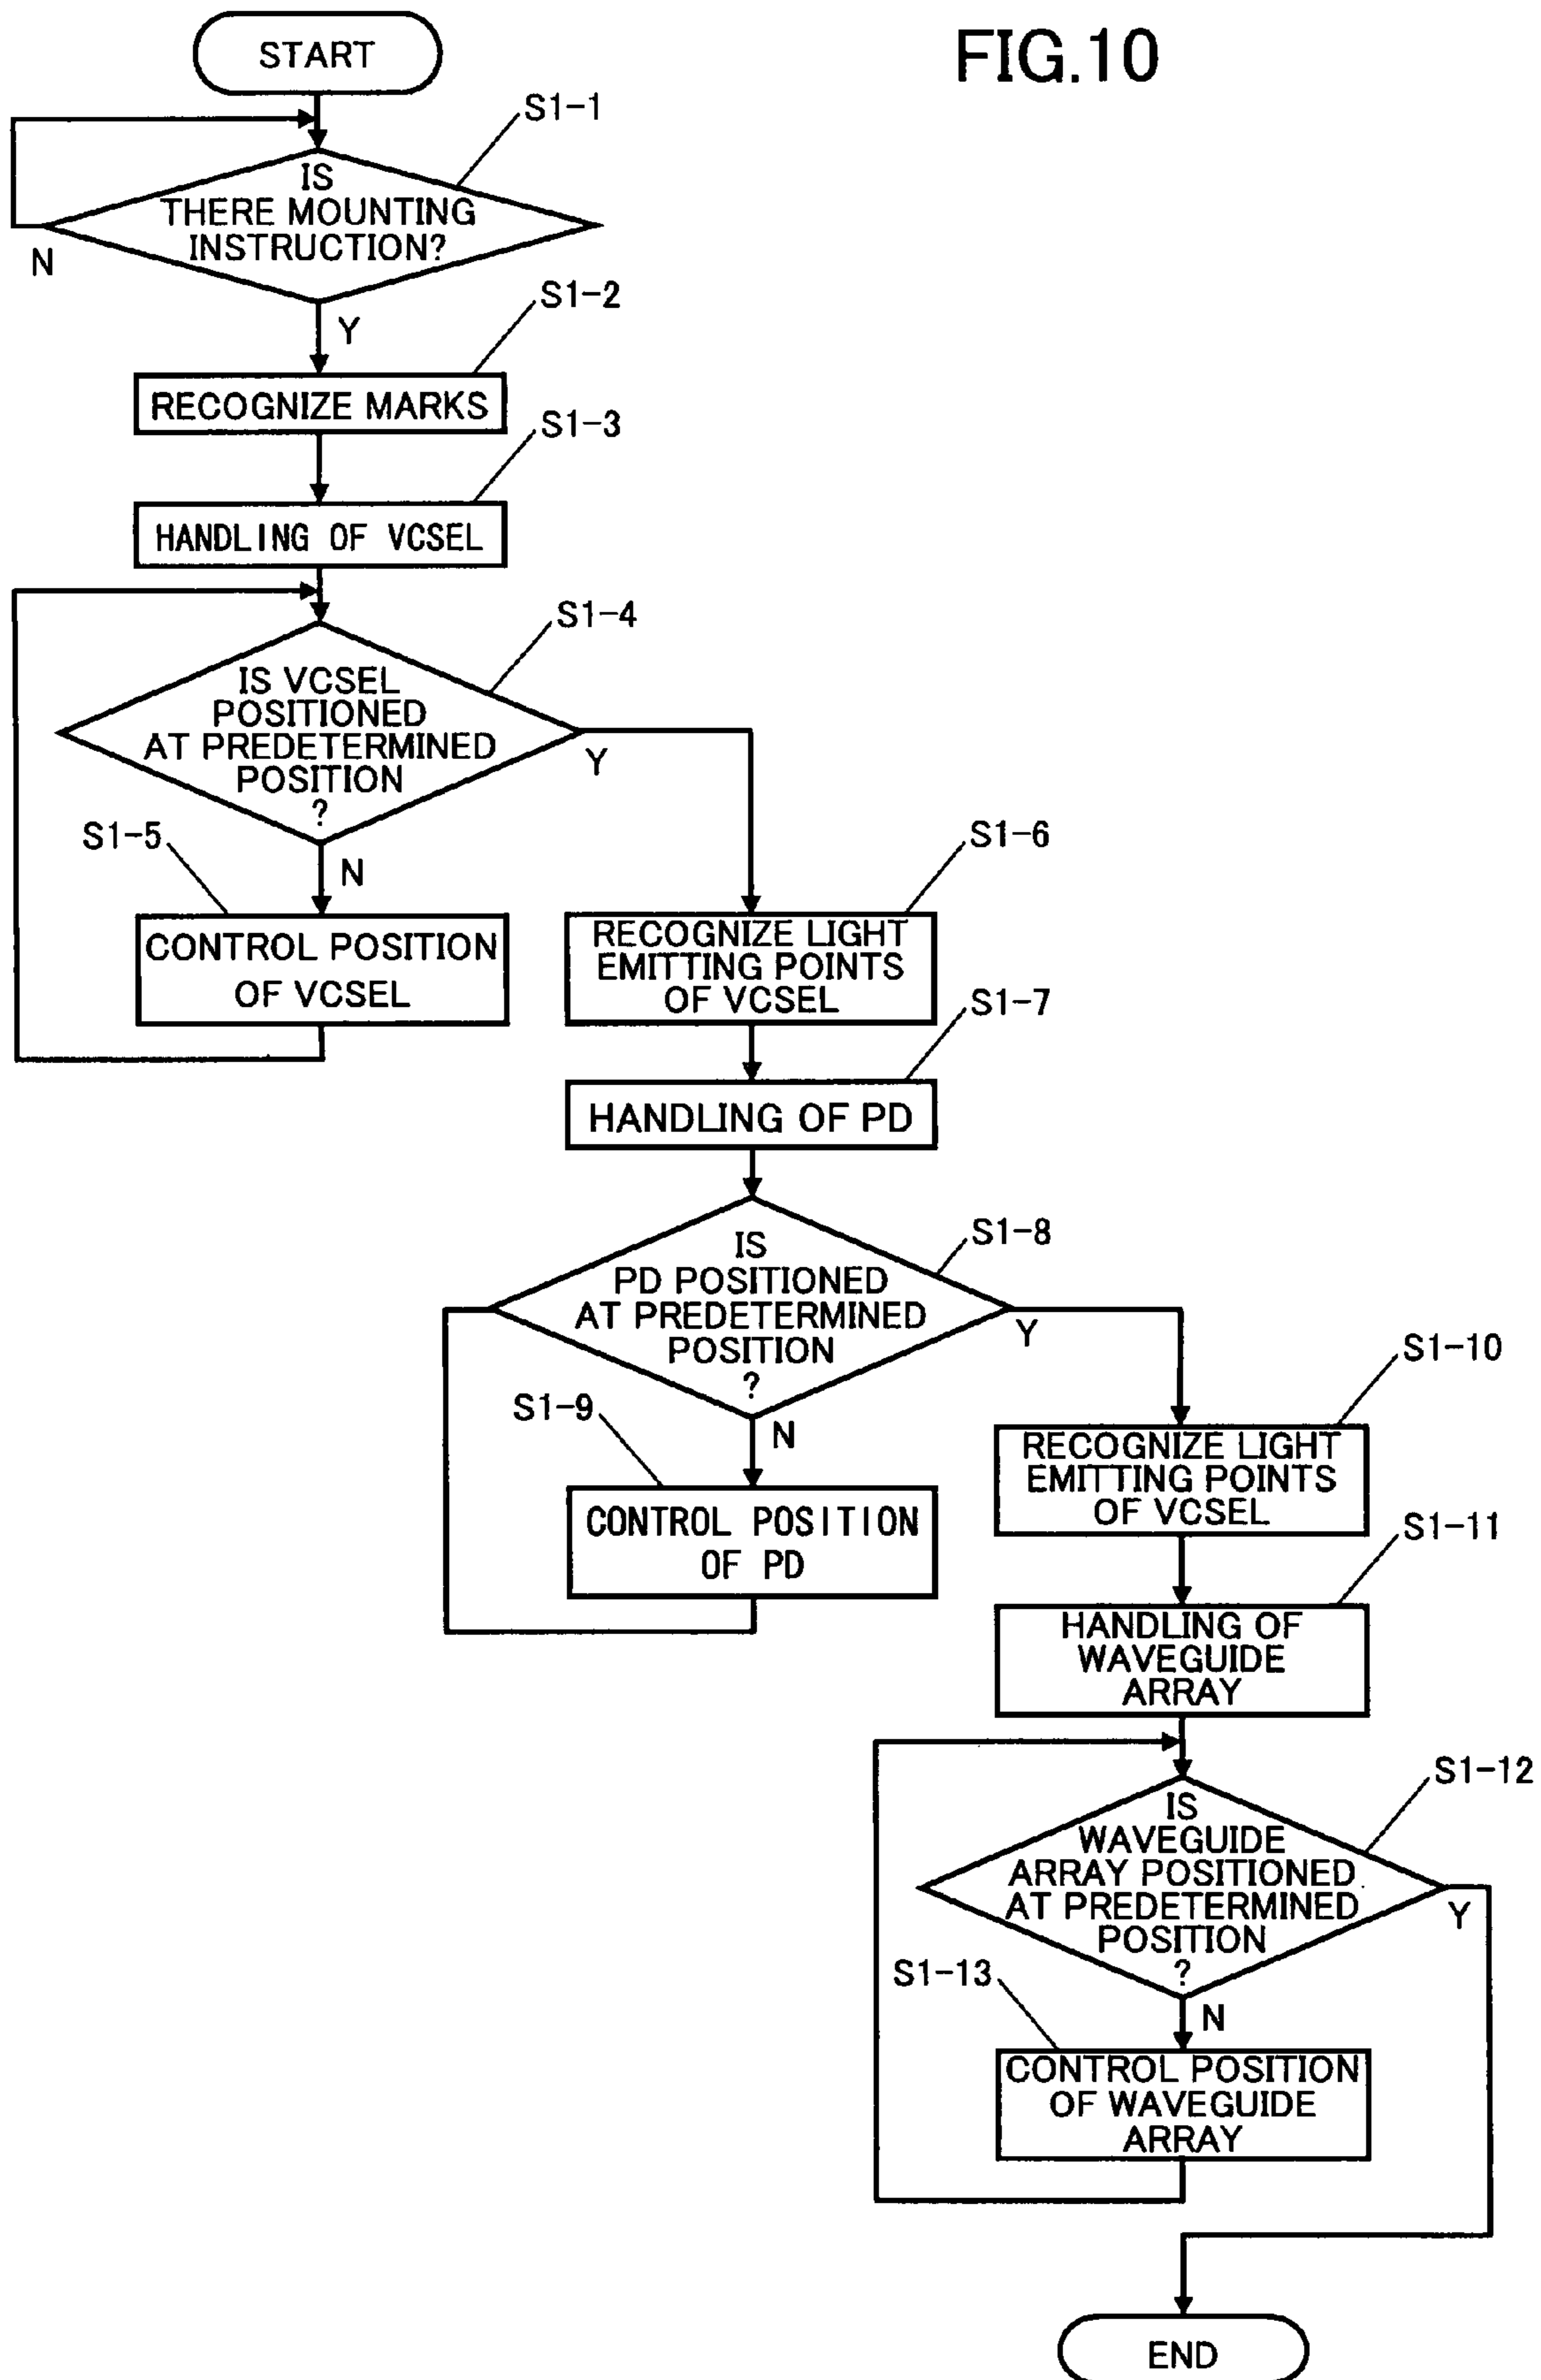 FIG.10
START
S1-1
IS
THERE MOUNTING
INSTRUCTION?
N
Y
S1-2
RECOGNIZE MARKS
S1-3
HANDLING OF VCSEL
S1-4
IS VCSEL
POSITIONED
AT PREDETERMINED
POSITION
?
Y
N
S1-5
CONTROL POSITION
OF VCSEL
S1-6
RECOGNIZE LIGHT
EMITTING POINTS
OF VCSEL
S1-7
HANDLING OF PD
S1-8
IS
PD POSITIONED
AT PREDETERMINED
POSITION
?
Y
N
S1-9
CONTROL POSITION
OF PD
S1-10
RECOGNIZE LIGHT
EMITTING POINTS
OF VCSEL
S1-11
HANDLING OF
WAVEGUIDE
ARRAY
S1-12
IS
WAVEGUIDE
ARRAY POSITIONED
AT PREDETERMINED
POSITION
?
Y
N
S1-13
CONTROL POSITION
OF WAVEGUIDE
ARRAY
END